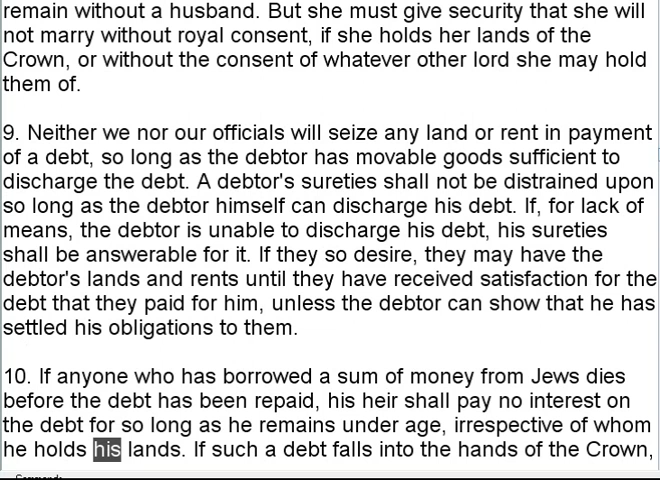 remain without a husband. But she must give security that she will
not marry without royal consent, if she holds her lands of the
Crown, or without the consent of whatever other lord she may hold
them of.
9. Neither we nor our officials will seize any land or rent in payment
of a debt, so long as the debtor has movable goods sufficient to
discharge the debt. A debtor's sureties shall not be distrained upon
so long as the debtor himself can discharge his debt. If, for lack of
means, the debtor is unable to discharge his debt, his sureties
shall be answerable for it. If they so desire, they may have the
debtor's lands and rents until they have received satisfaction for the
debt that they paid for him, unless the debtor can show that he has
settled his obligations to them.
10. If anyone who has borrowed a sum of money from Jews dies
before the debt has been repaid, his heir shall pay no interest on
the debt for so long as he remains under age, irrespective of whom
he holds his lands. If such a debt falls into the hands of the Crown,